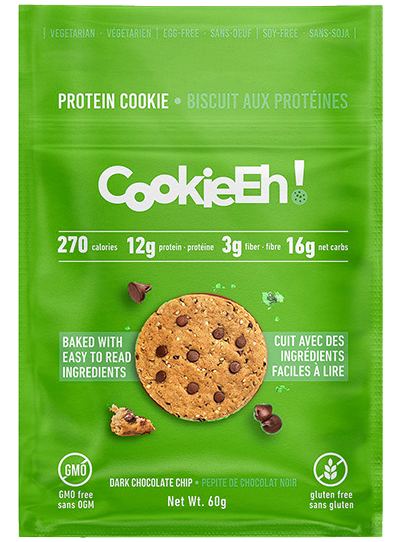 | VEGETARIAN · VÉGÉTARIEN | EGG-FREE · SANS-OEUF | SOY-FREE · SANS-SOJA |
PROTEIN COOKIE • BISCUIT AUX PROTÉINES
CookieEh!
270 calories 12g protein · protéine 3g fiber · fibre 16g net carbs
BAKED WITH
EASY TO READ
INGREDIENTS
CUIT AVEC DES
INGRÉDIENTS
FACILES À LIRE
GMO
GMO free
sans OGM
DARK CHOCOLATE CHIP • PEPITE DE CHOCOLAT NOIR
Net Wt. 60g
gluten free
sans gluten